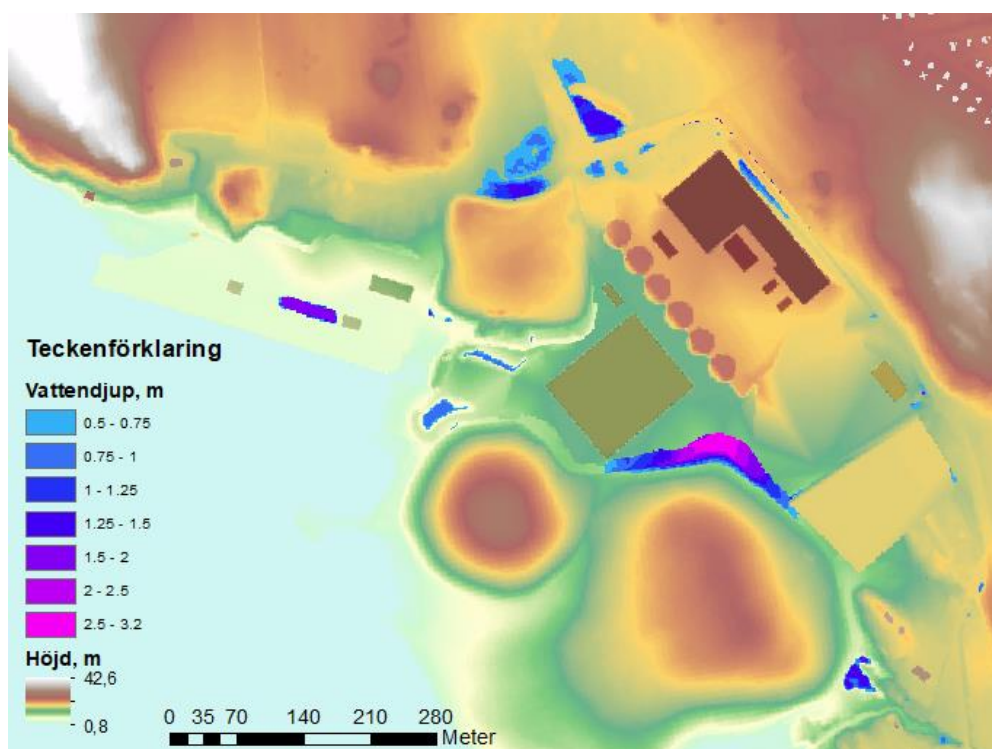 Teckenförklaring
Vattendjup, m
0.5 - 0.75
0.75 - 1
1 - 1.25
1.25 - 1.5
1.5 - 2
2 - 2.5
2.5 - 3.2
Höjd, m
42,6
0,8
0 35 70 140 210 280
Meter